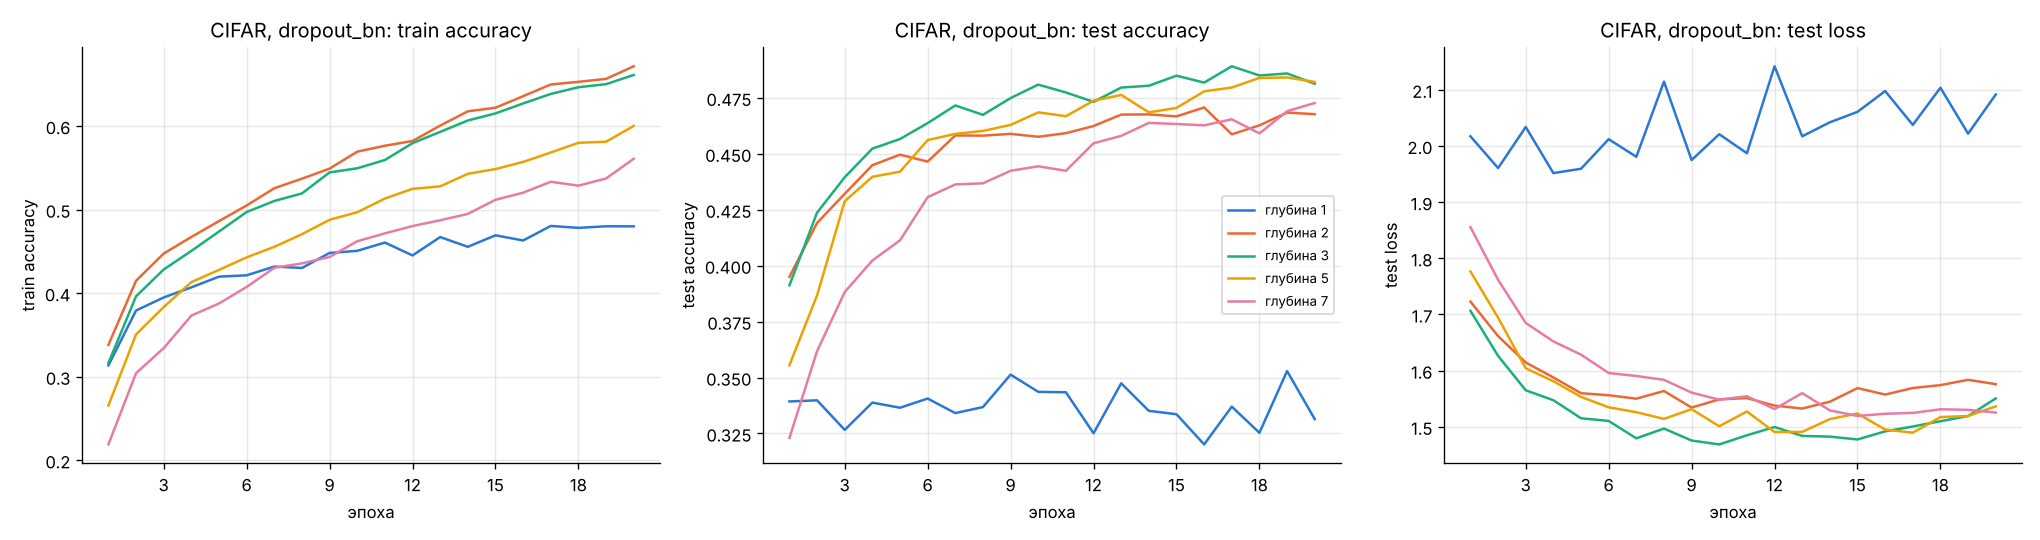 CIFAR, dropout_bn: train accuracy
train accuracy
0.6
0.5
0.4
0.3
0.2
3 6 9 12 15 18
эпоха
CIFAR, dropout_bn: test accuracy
test accuracy
0.475
0.450
0.425
0.400
0.375
0.350
0.325
глубина 1
глубина 2
глубина 3
глубина 5
глубина 7
3 6 9 12 15 18
эпоха
CIFAR, dropout_bn: test loss
test loss
2.1
2.0
1.9
1.8
1.7
1.6
1.5
3 6 9 12 15 18
эпоха